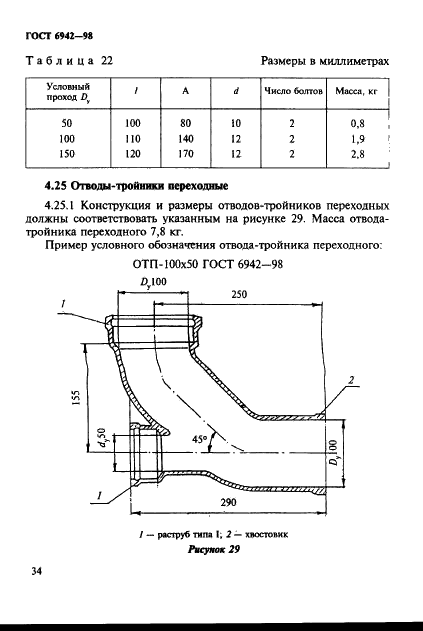 ГОСТ 6942—98
Таблица 22
Размеры в миллиметрах
Условный проход Dу
l
А
d
Число болтов
Масса, кг
50 100 80 10 2 0,8
100 110 140 12 2 1,9
150 120 170 12 2 2,8
4.25 Отводы-тройники переходные
4.25.1 Конструкция и размеры отводов-тройников переходных
должны соответствовать указанным на рисунке 29. Масса отвода-
тройника переходного 7,8 кг.
Пример условного обозначения отвода-тройника переходного:
ОТП-100х50 ГОСТ 6942—98
Dу100
250
1
2
155
dу50
45°
Dу100
1
290
1 — раструб типа I; 2 — хвостовик
Рисунок 29
34